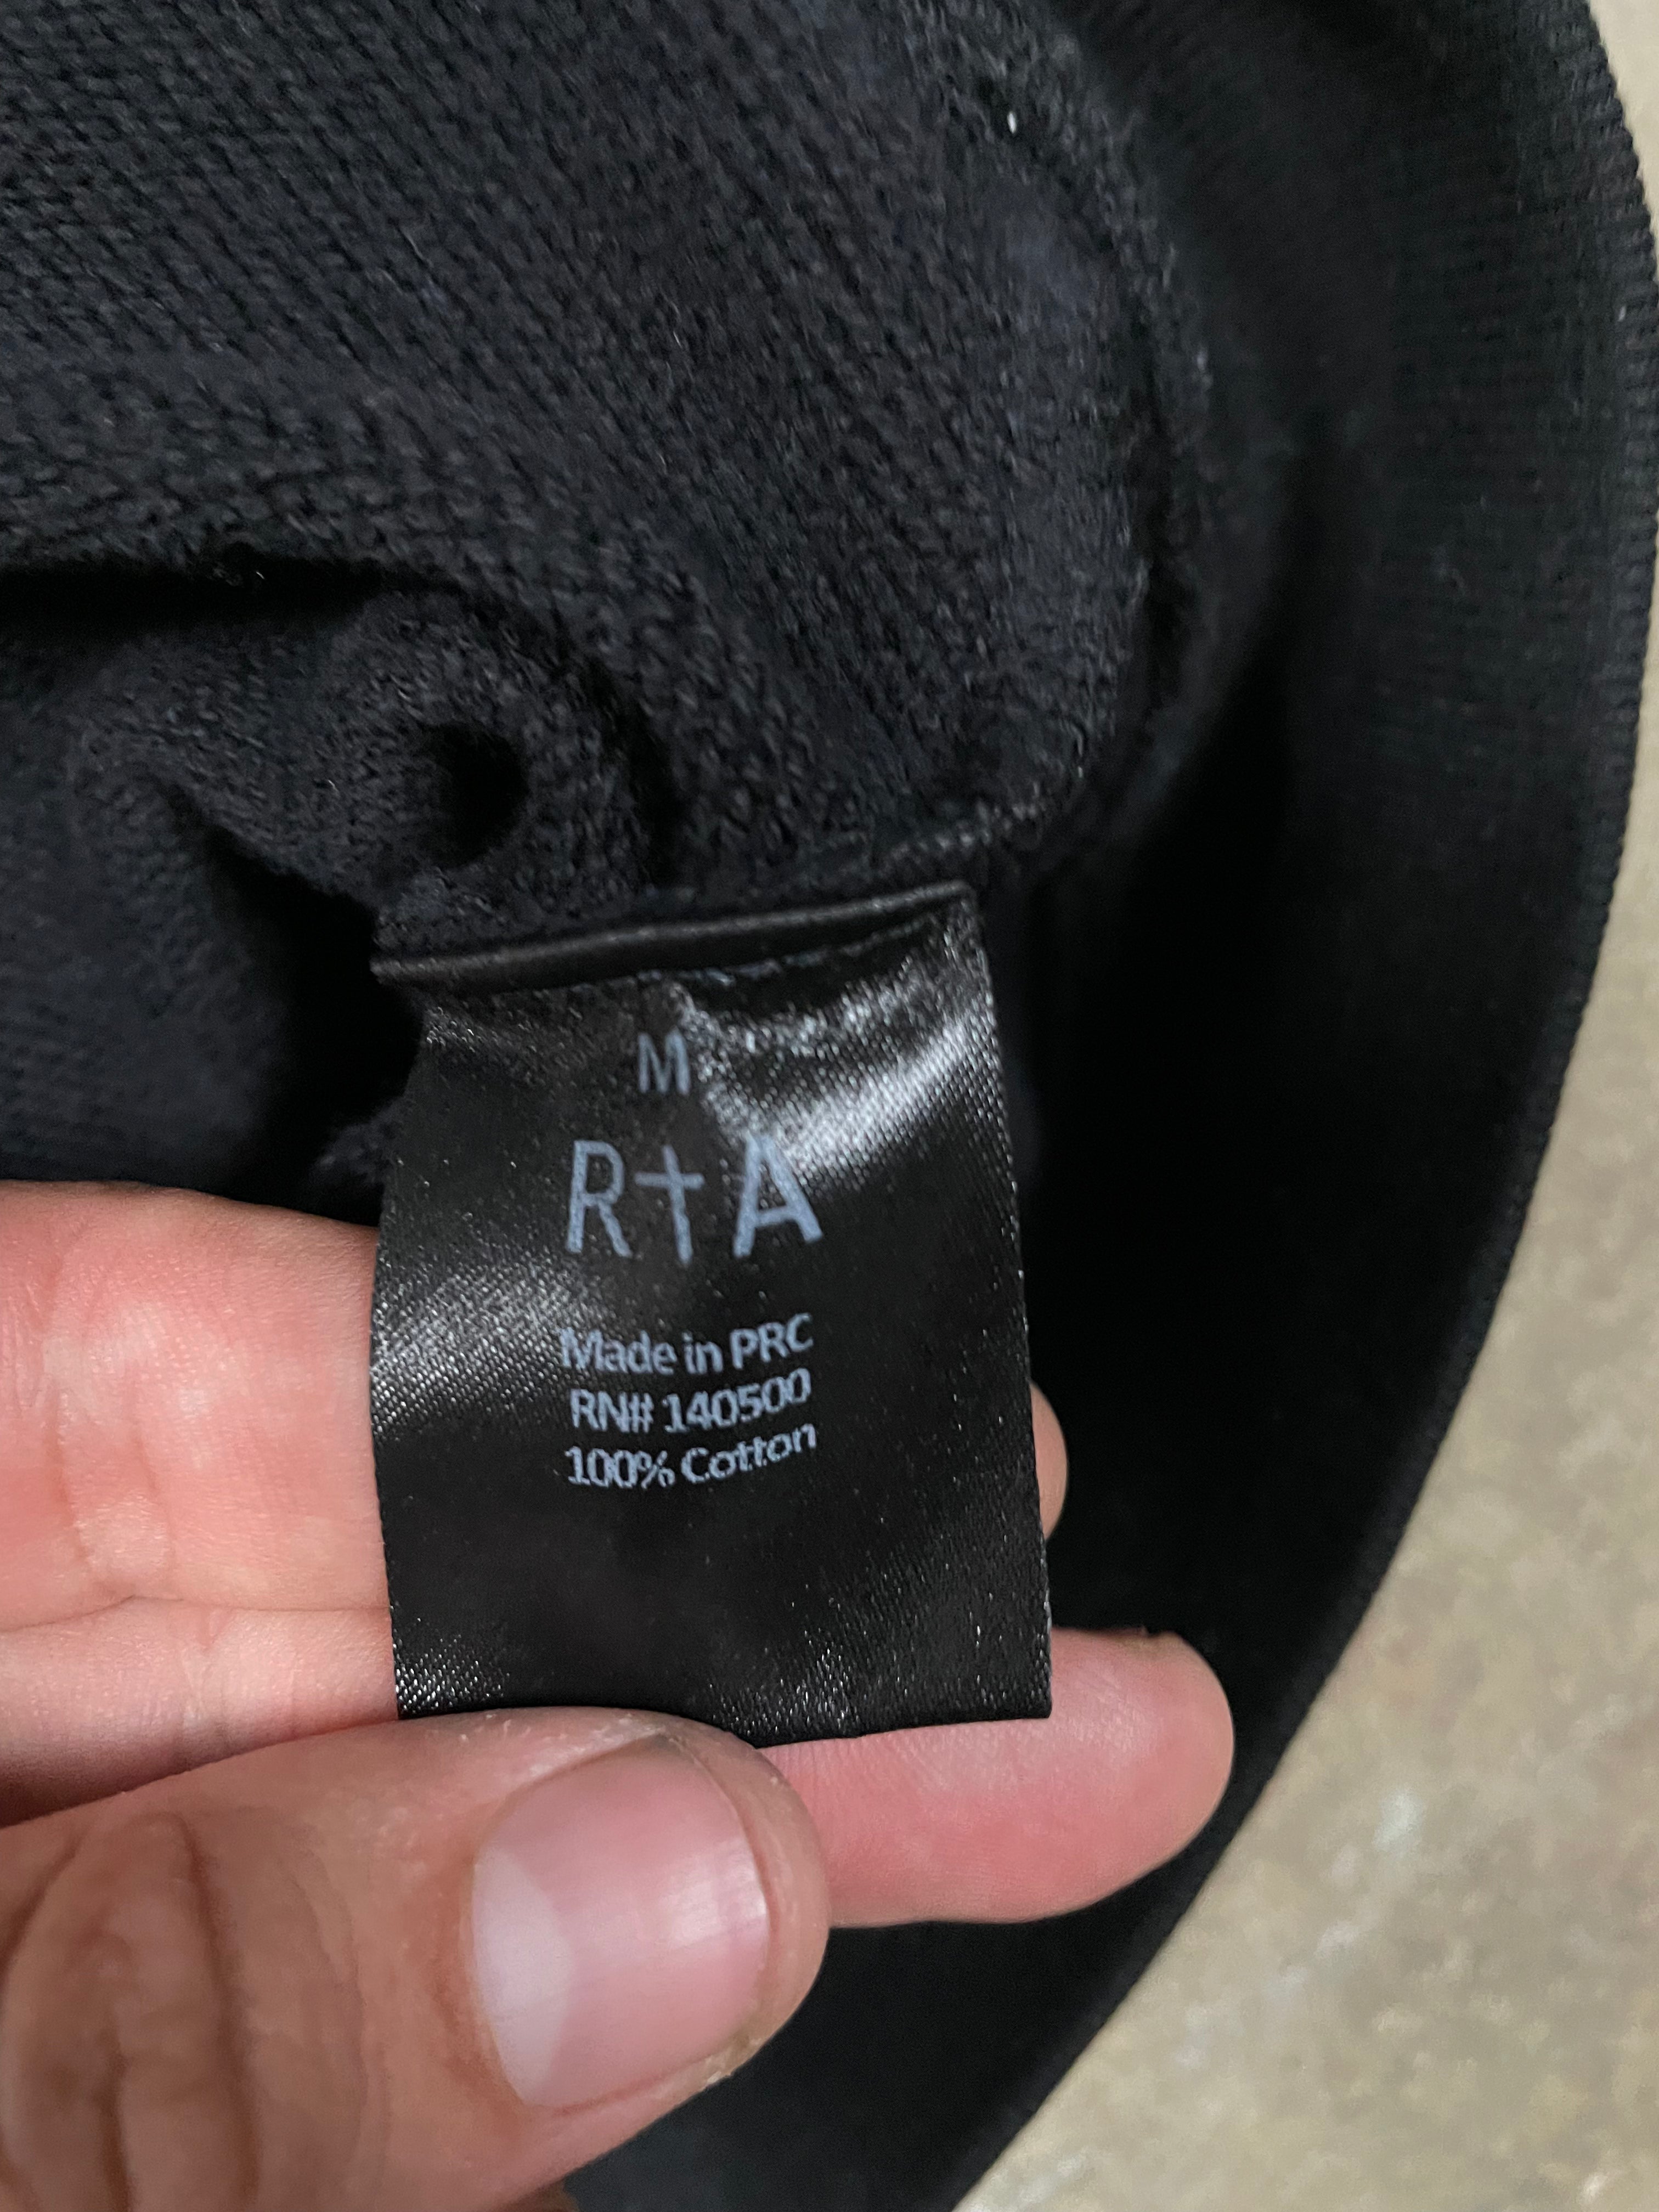 M
R†A
Made in PRC
RN# 140500
100% Cotton